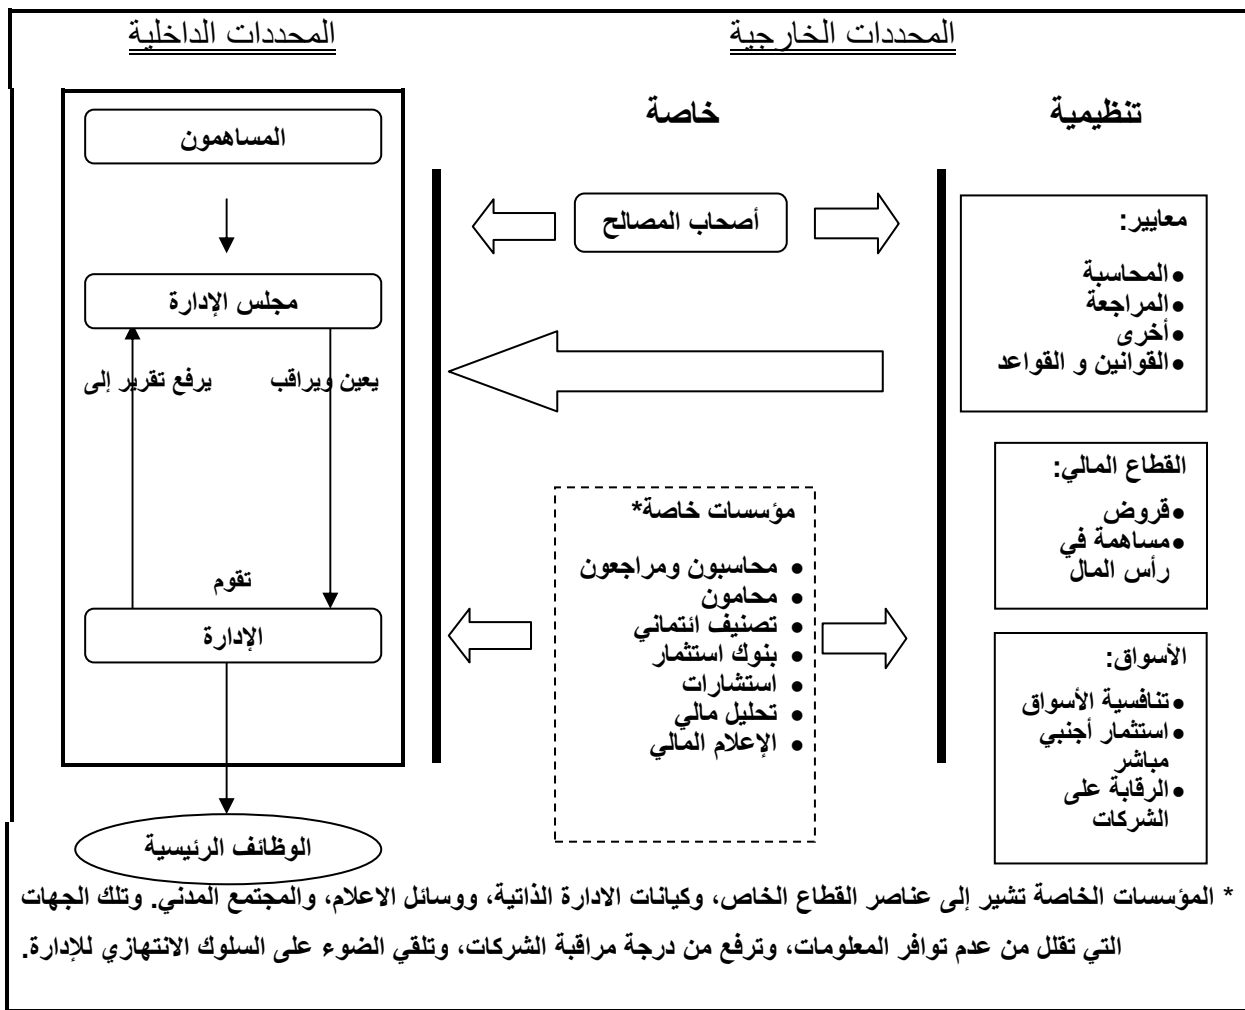 المحددات الخارجية
المحددات الداخلية
تنظيمية
خاصة
معايير:
●المحاسبة
●المراجعة
●أخرى
●القوانين و القواعد
القطاع المالي:
●قروض
●مساهمة في
رأس المال
الأسواق:
●تنافسية الأسواق
●استثمار أجنبي
مباشر
●الرقابة على
الشركات
أصحاب المصالح
مؤسسات خاصة*
● محاسبون ومراجعون
● محامون
● تصنيف ائتماني
● بنوك استثمار
● استشارات
● تحليل مالي
● الإعلام المالي
المساهمون
مجلس الإدارة
يعين ويراقب
يرفع تقرير إلى
تقوم
الإدارة
الوظائف الرئيسية
* المؤسسات الخاصة تشير إلى عناصر القطاع الخاص، وكيانات الادارة الذاتية، ووسائل الاعلام، والمجتمع المدني. وتلك الجهات
التي تقلل من عدم توافر المعلومات، وترفع من درجة مراقبة الشركات، وتلقي الضوء على السلوك الانتهازي للإدارة.